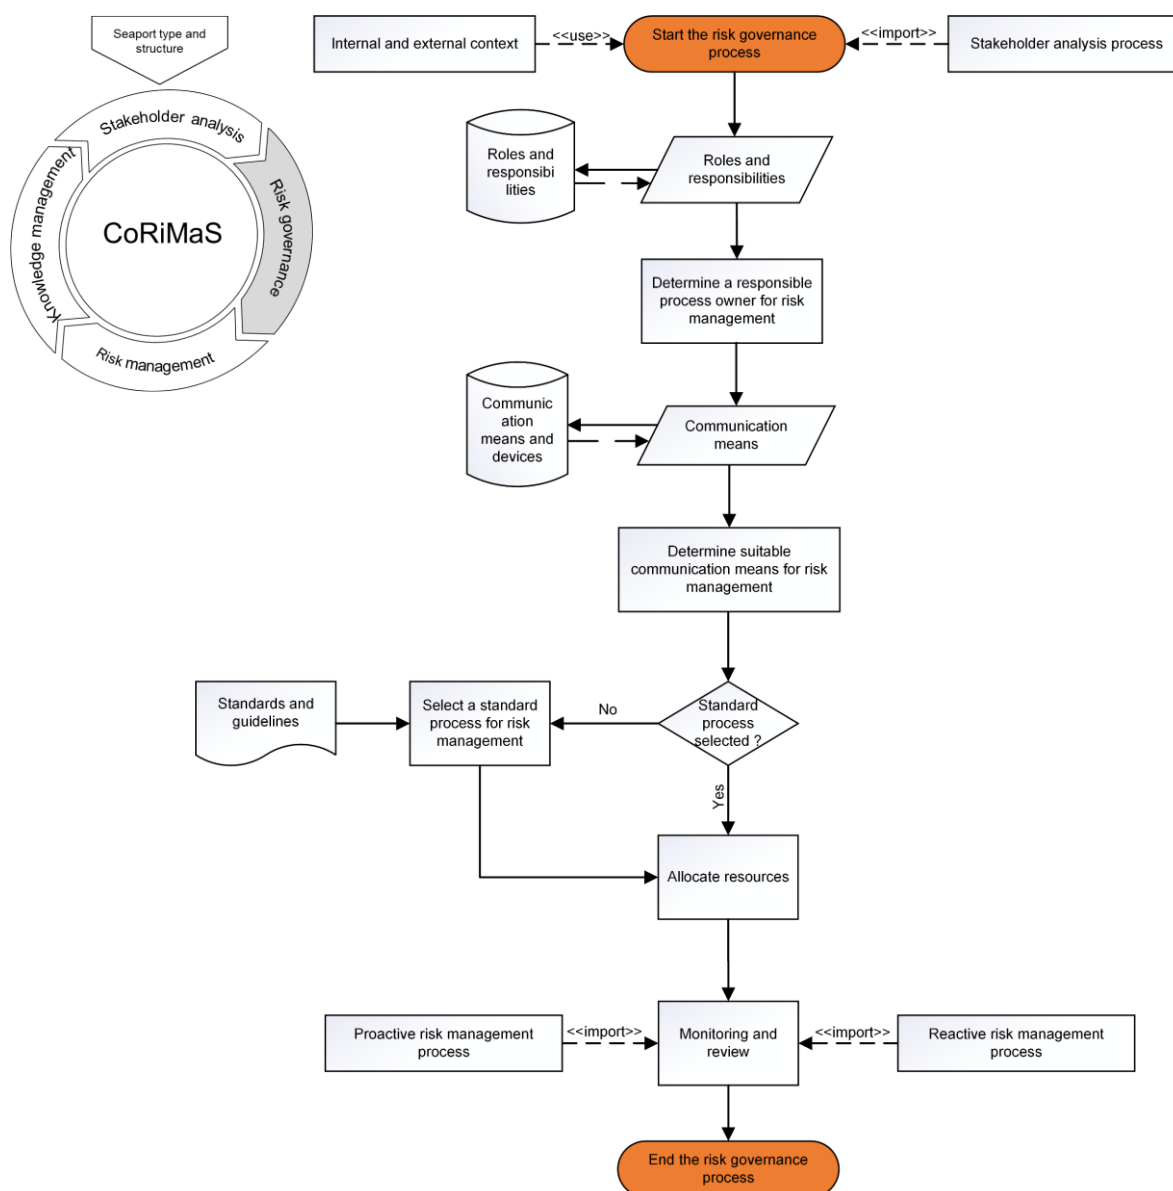 Seaport type and
structure
Stakeholder analysis
Risk governance
Risk management
Knowledge management
CoRiMaS
Internal and external context
<<use>>
Start the risk governance
process
<<import>>
Stakeholder analysis process
Roles and
responsibi
lities
Roles and
responsibilities
Determine a responsible
process owner for risk
management
Communic
ation
means and
devices
Communication
means
Determine suitable
communication means for risk
management
Standards and
guidelines
Select a standard
process for risk
management
No
Standard
process
selected ?
Yes
Allocate resources
Proactive risk management
process
<<import>>
Monitoring and
review
<<import>>
Reactive risk management
process
End the risk governance
process